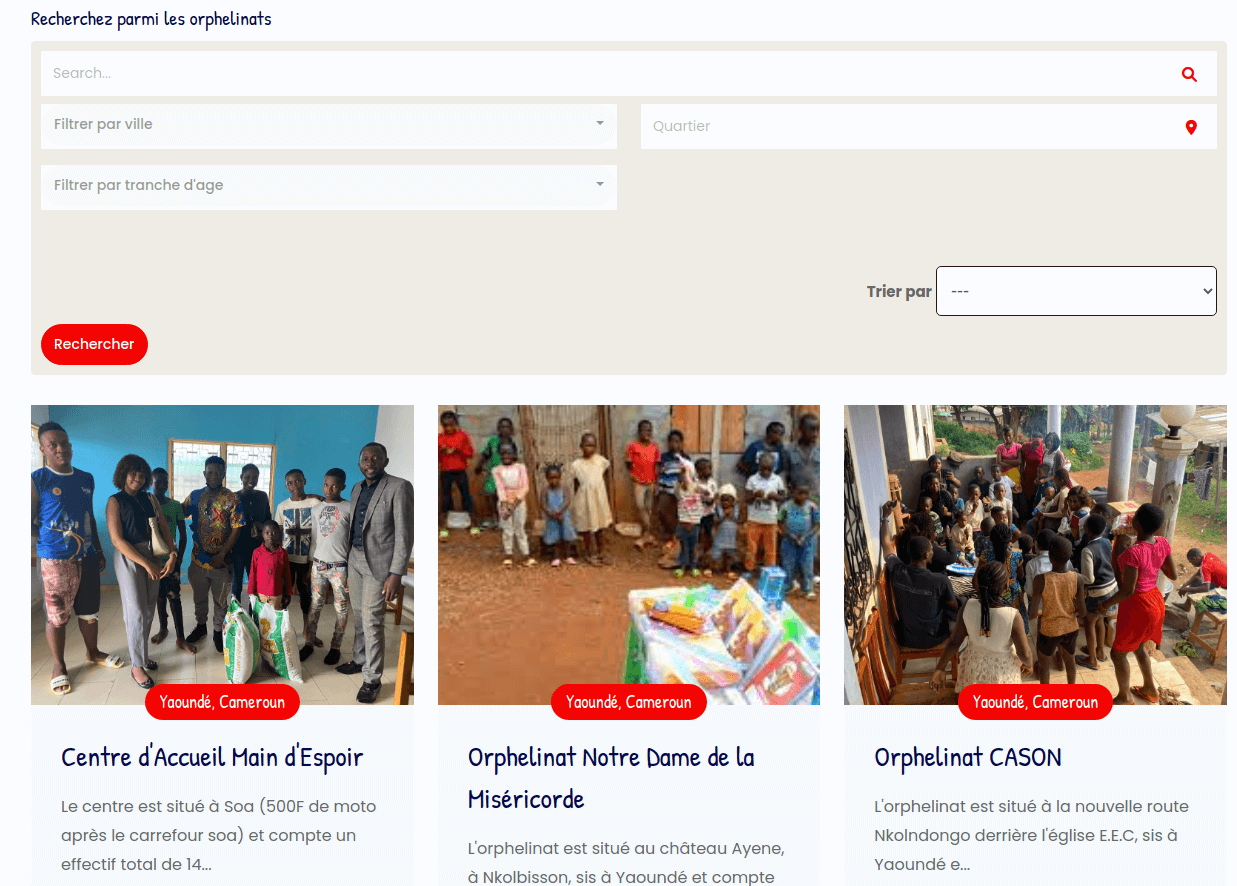 Recherchez parmi les orphelinats
Search...
Filtrer par ville
Quartier
Filtrer par tranche d'age
Trier par
---
Rechercher
Yaoundé, Cameroun
Yaoundé, Cameroun
Yaoundé, Cameroun
Centre d'Accueil Main d'Espoir
Le centre est situé à Soa (500F de moto
après le carrefour soa) et compte un
effectif total de 14...
Orphelinat Notre Dame de la
Miséricorde
L'orphelinat est situé au château Ayene,
à Nkolbisson, sis à Yaoundé et compte
Orphelinat CASON
L'orphelinat est situé à la nouvelle route
Nkolndongo derrière l'église E.E.C, sis à
Yaoundé e...